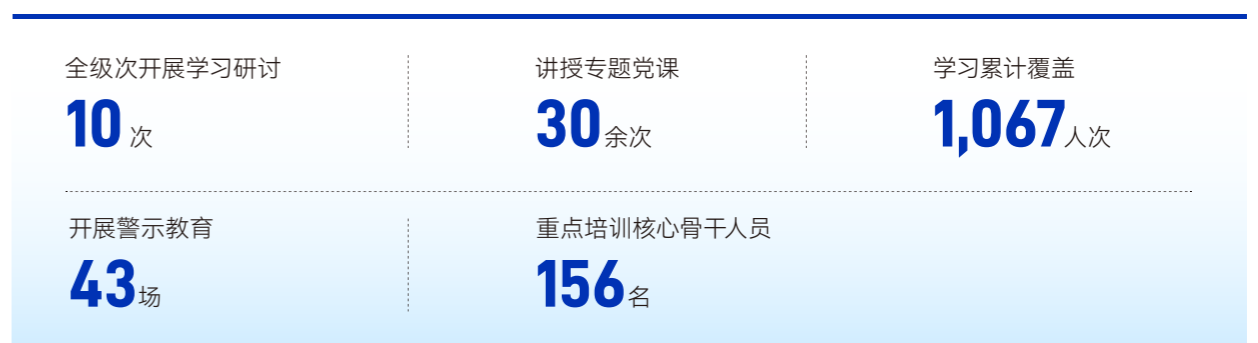 全级次开展学习研讨
10 次
讲授专题党课
30余次
学习累计覆盖
1,067人次
开展警示教育
43场
重点培训核心骨干人员
156名